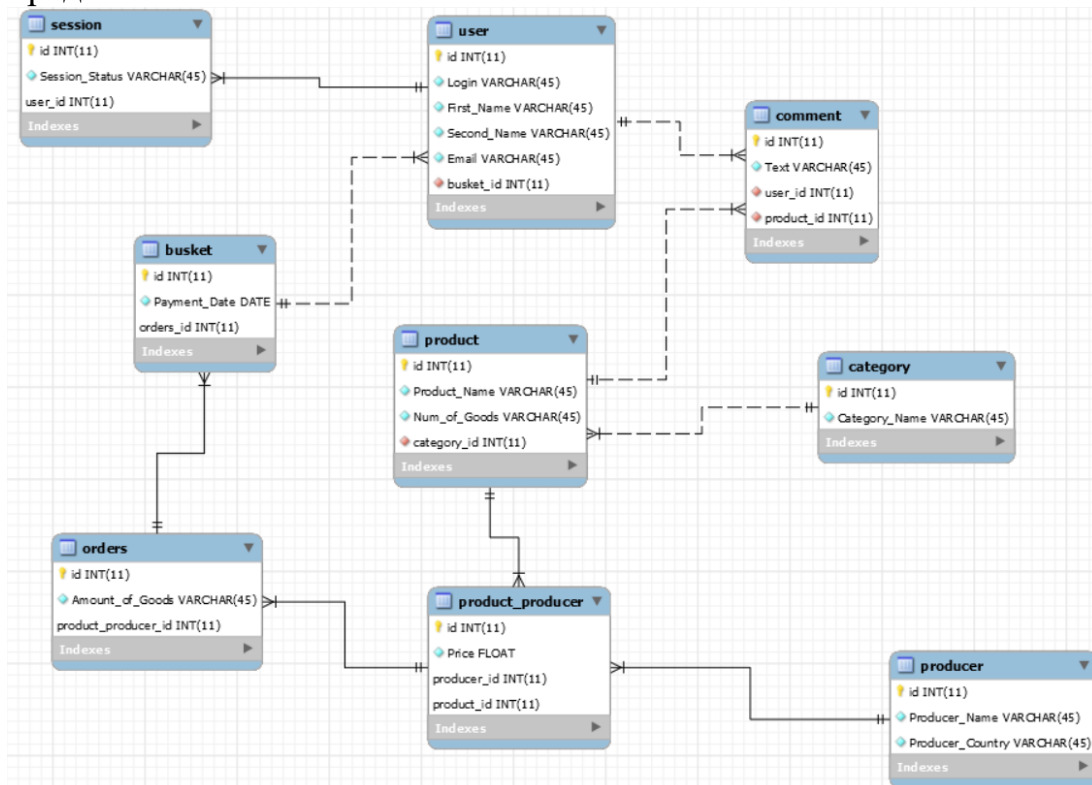 session
id INT(11)
Session_Status VARCHAR(45)
user_id INT(11)
Indexes
user
id INT(11)
Login VARCHAR(45)
First_Name VARCHAR(45)
Second_Name VARCHAR(45)
Email VARCHAR(45)
busket_id INT(11)
Indexes
comment
id INT(11)
Text VARCHAR(45)
user_id INT(11)
product_id INT(11)
Indexes
busket
id INT(11)
Payment_Date DATE
orders_id INT(11)
Indexes
product
id INT(11)
Product_Name VARCHAR(45)
Num_of_Goods VARCHAR(45)
category_id INT(11)
Indexes
category
id INT(11)
Category_Name VARCHAR(45)
Indexes
orders
id INT(11)
Amount_of_Goods VARCHAR(45)
product_producer_id INT(11)
Indexes
product_producer
id INT(11)
Price FLOAT
producer_id INT(11)
product_id INT(11)
Indexes
producer
id INT(11)
Producer_Name VARCHAR(45)
Producer_Country VARCHAR(45)
Indexes